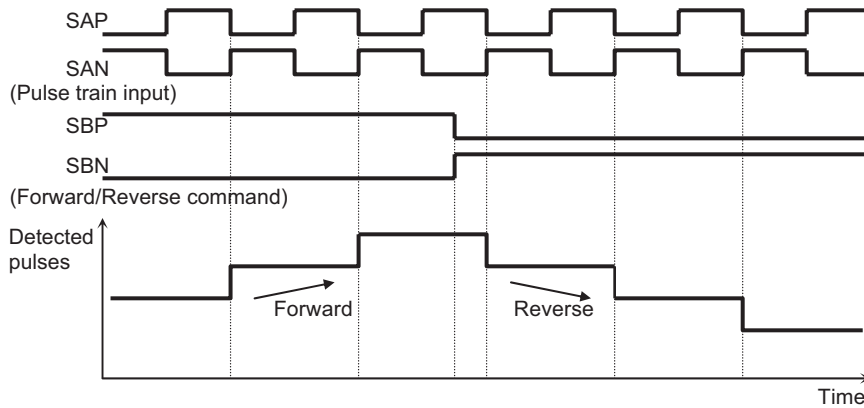 SAP
SAN
(Pulse train input)
SBP
SBN
(Forward/Reverse command)
Detected
pulses
Forward
Reverse
Time